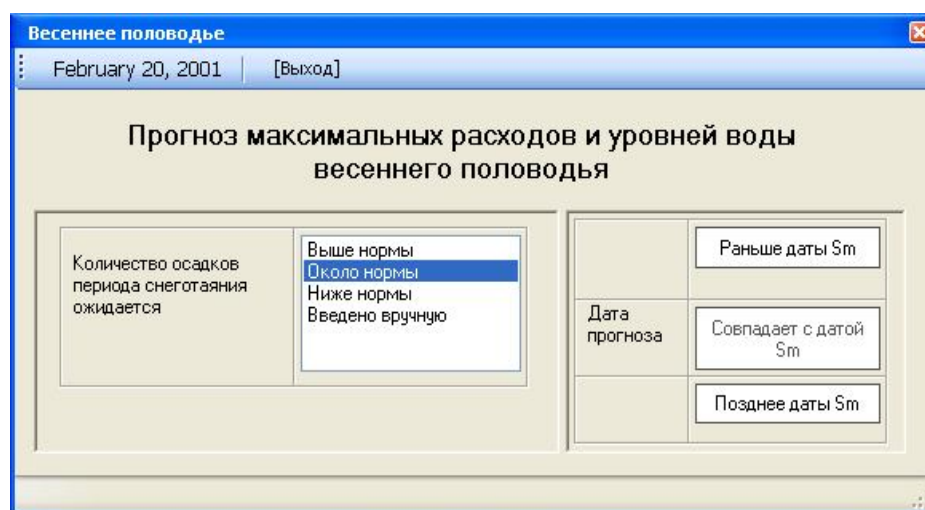 Весеннее половодье
February 20, 2001 [Выход]
Прогноз максимальных расходов и уровней воды
весеннего половодья
Количество осадков
периода снеготаяния
ожидается
Выше нормы
Около нормы
Ниже нормы
Введено вручную
Дата
прогноза
Раньше даты Sm
Совпадает с датой
Sm
Позднее даты Sm